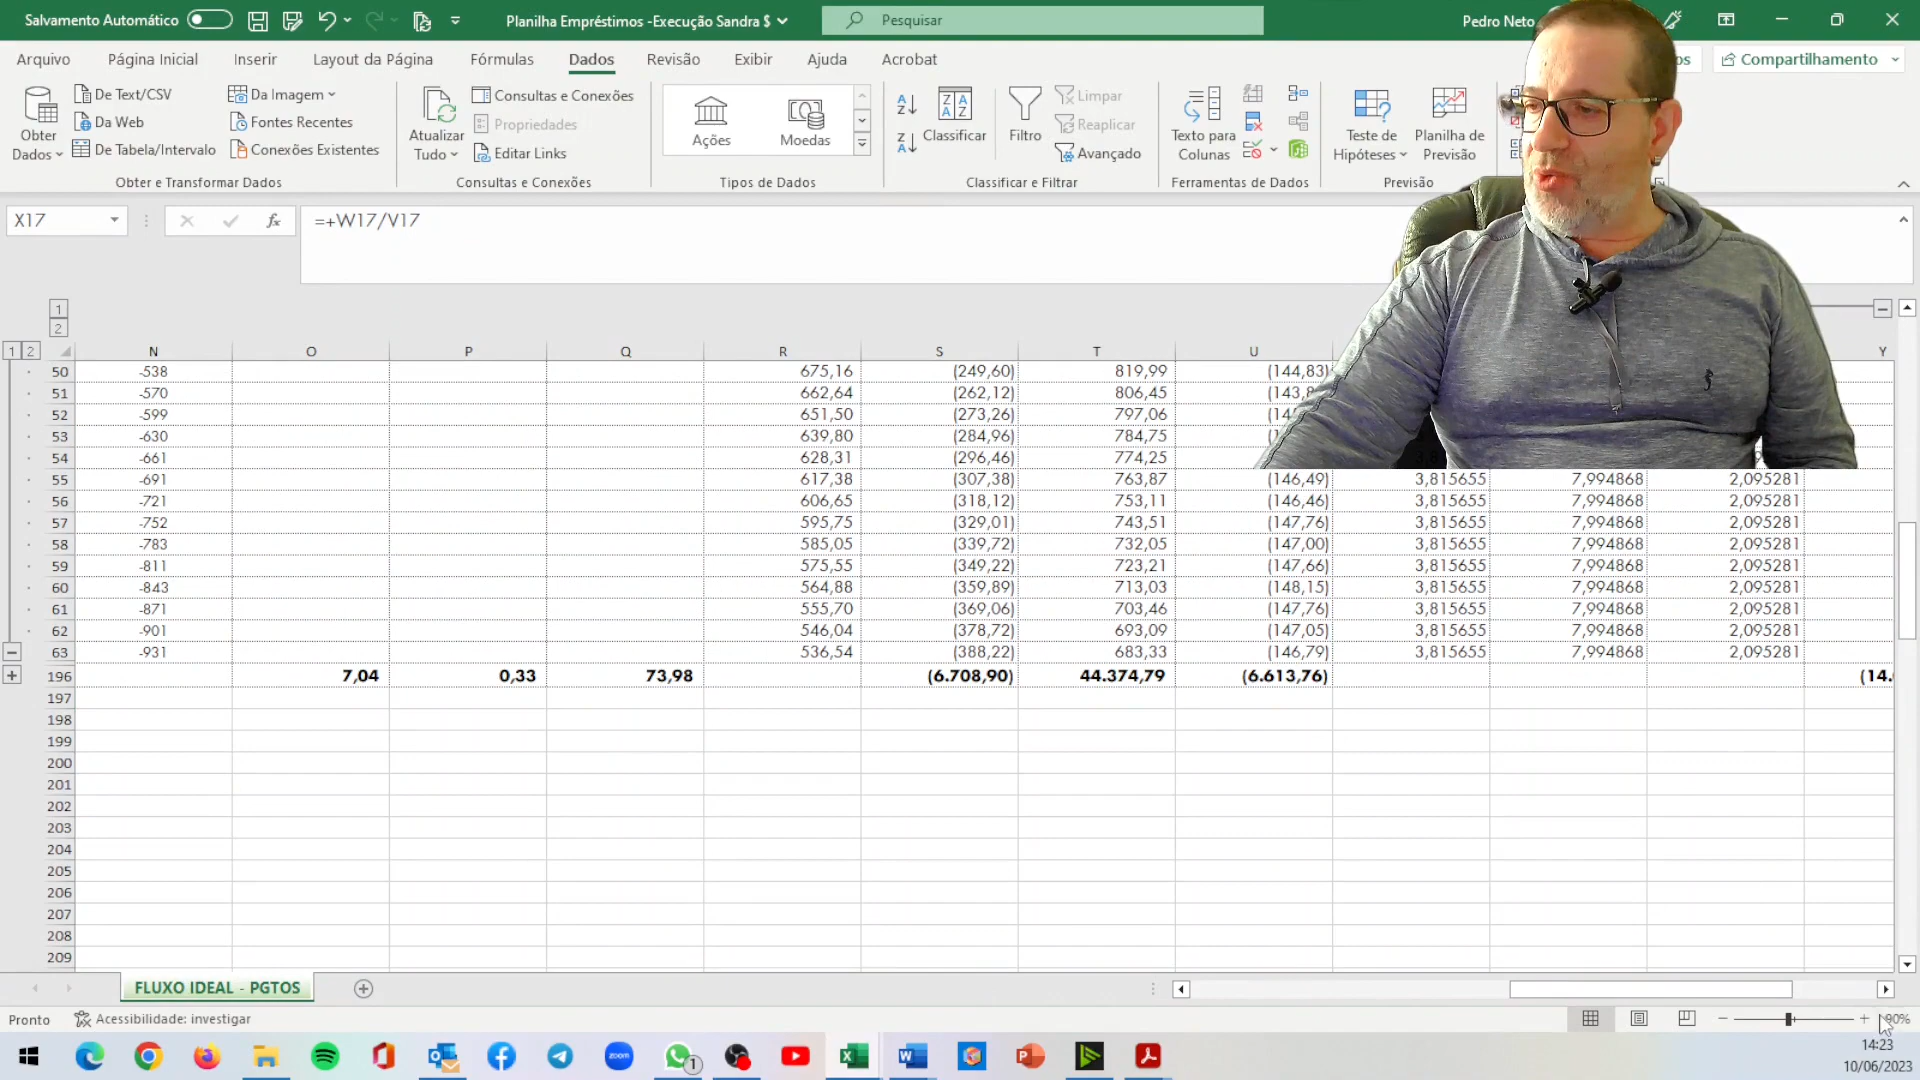 Salvamento Automático
Planilha Empréstimos -Execução Sandra $
Pesquisar
Pedro Neto
Arquivo Página Inicial Inserir Layout da Página Fórmulas Dados Revisão Exibir Ajuda Acrobat
Compartilhamento
Obter Dados
De Text/CSV
Da Web
De Tabela/Intervalo
Da Imagem
Fontes Recentes
Conexões Existentes
Obter e Transformar Dados
Atualizar Tudo
Consultas e Conexões
Propriedades
Editar Links
Consultas e Conexões
Ações
Moedas
Tipos de Dados
Classificar
Filtro
Limpar
Reaplicar
Avançado
Classificar e Filtrar
Texto para Colunas
Ferramentas de Dados
Teste de Hipóteses
Planilha de Previsão
Previsão
X17
fx
=+W17/V17
1
2
1 2
N O P Q R S T U Y
50 -538 675,16 (249,60) 819,99 (144,83)
51 -570 662,64 (262,12) 806,45
52 -599 651,50 (273,26) 797,06
53 -630 639,80 (284,96) 784,75
54 -661 628,31 (296,46) 774,25
55 -691 617,38 (307,38) 763,87 (146,49) 3,815655 7,994868 2,095281
56 -721 606,65 (318,12) 753,11 (146,46) 3,815655 7,994868 2,095281
57 -752 595,75 (329,01) 743,51 (147,76) 3,815655 7,994868 2,095281
58 -783 585,05 (339,72) 732,05 (147,00) 3,815655 7,994868 2,095281
59 -811 575,55 (349,22) 723,21 (147,66) 3,815655 7,994868 2,095281
60 -843 564,88 (359,89) 713,03 (148,15) 3,815655 7,994868 2,095281
61 -871 555,70 (369,06) 703,46 (147,76) 3,815655 7,994868 2,095281
62 -901 546,04 (378,72) 693,09 (147,05) 3,815655 7,994868 2,095281
63 -931 536,54 (388,22) 683,33 (146,79) 3,815655 7,994868 2,095281
196 7,04 0,33 73,98 (6.708,90) 44.374,79 (6.613,76) (14.
197
198
199
200
201
202
203
204
205
206
207
208
209
FLUXO IDEAL - PGTOS
Pronto
Acessibilidade: investigar
90%
zoom
1
14:23
10/06/2023